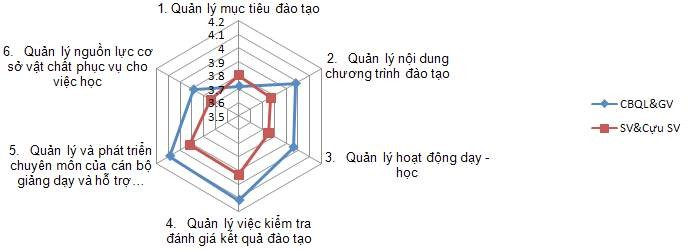 1. Quản lý mục tiêu đào tạo
4.2
4.1
4
3.9
3.8
3.7
3.6
3.5
2. Quản lý nội dung
chương trình đào tạo
3. Quản lý hoạt động dạy -
học
4. Quản lý việc kiểm tra
đánh giá kết quả đào tạo
5. Quản lý và phát triển
chuyên môn của cán bộ
giảng dạy và hỗ trợ…
6. Quản lý nguồn lực cơ
sở vật chất phục vụ cho
việc học
CBQL&GV
SV&Cựu SV